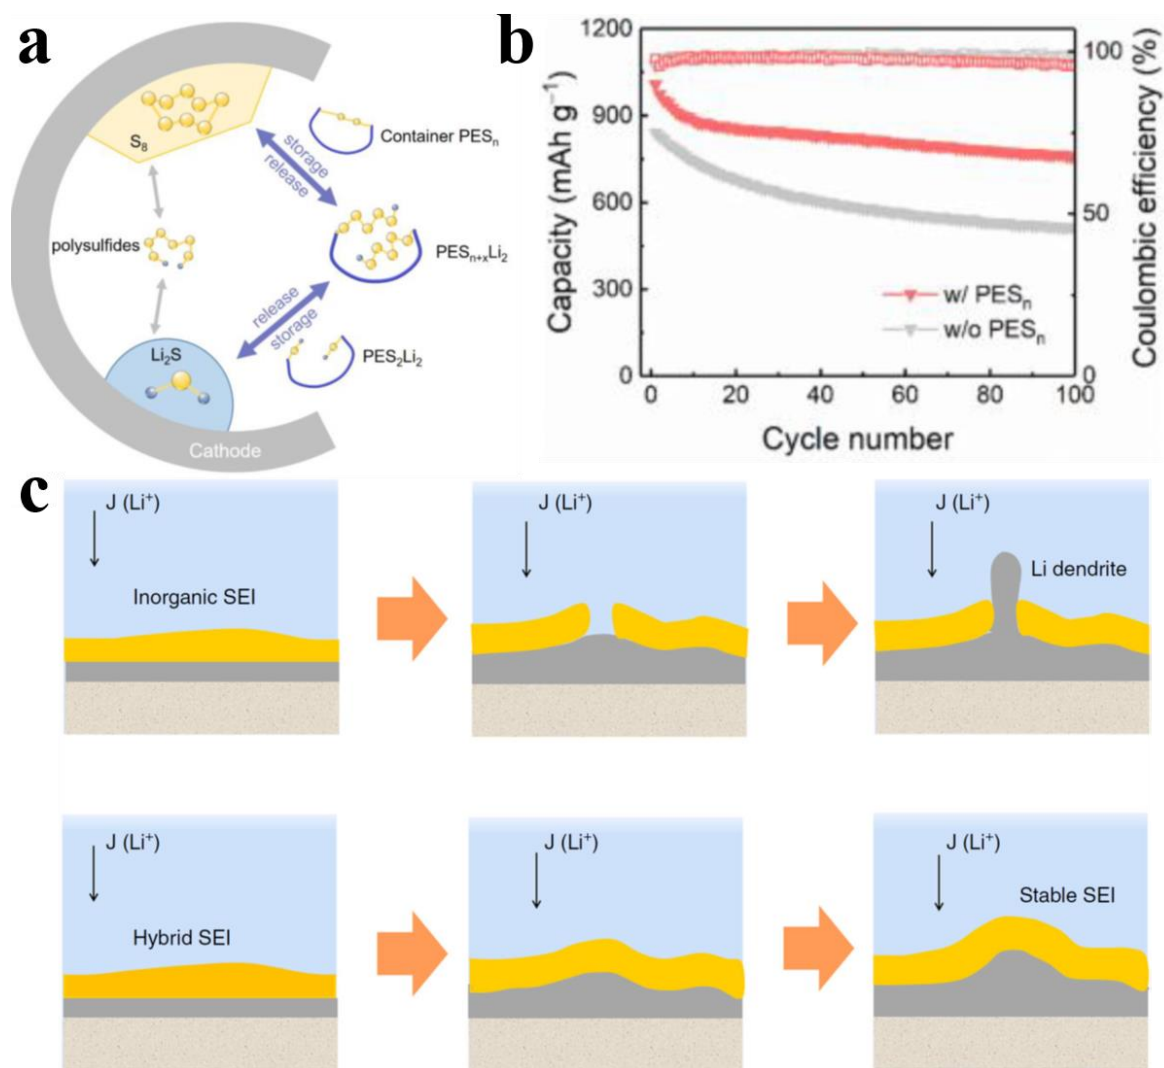 a
S₈
storage
release
Container PESₙ
polysulfides
PESₙ₊ₓLi₂
release
storage
Li₂S
PES₂Li₂
Cathode
b
1200
900
600
300
0
Capacity (mAh g⁻¹)
100
50
0
Coulombic efficiency (%)
w/ PESₙ
w/o PESₙ
0 20 40 60 80 100
Cycle number
c
J (Li⁺)
Inorganic SEI
J (Li⁺)
J (Li⁺)
Li dendrite
J (Li⁺)
Hybrid SEI
J (Li⁺)
J (Li⁺)
Stable SEI